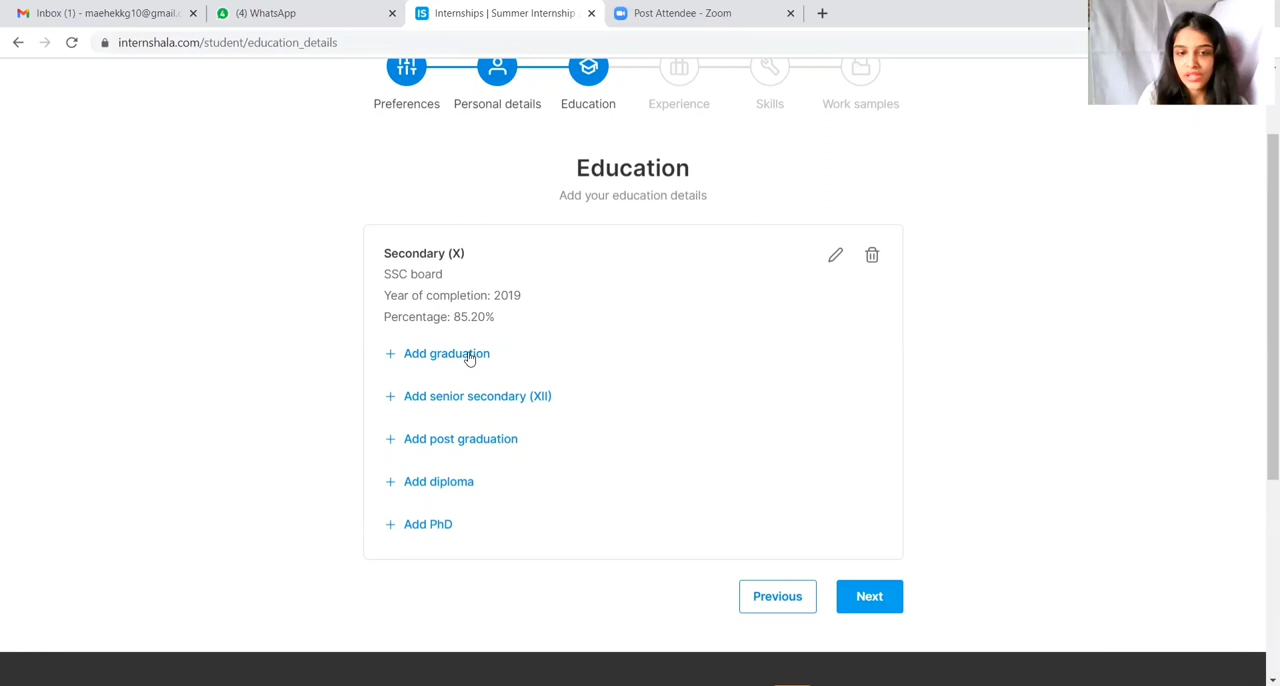 Inbox (1) - maehekkg10@gmail.c
(4) WhatsApp
Internships | Summer Internship
Post Attendee - Zoom
internshala.com/student/education_details
Preferences
Personal details
Education
Experience
Skills
Work samples
Education
Add your education details
Secondary (X)
SSC board
Year of completion: 2019
Percentage: 85.20%
+ Add graduation
+ Add senior secondary (XII)
+ Add post graduation
+ Add diploma
+ Add PhD
Previous
Next